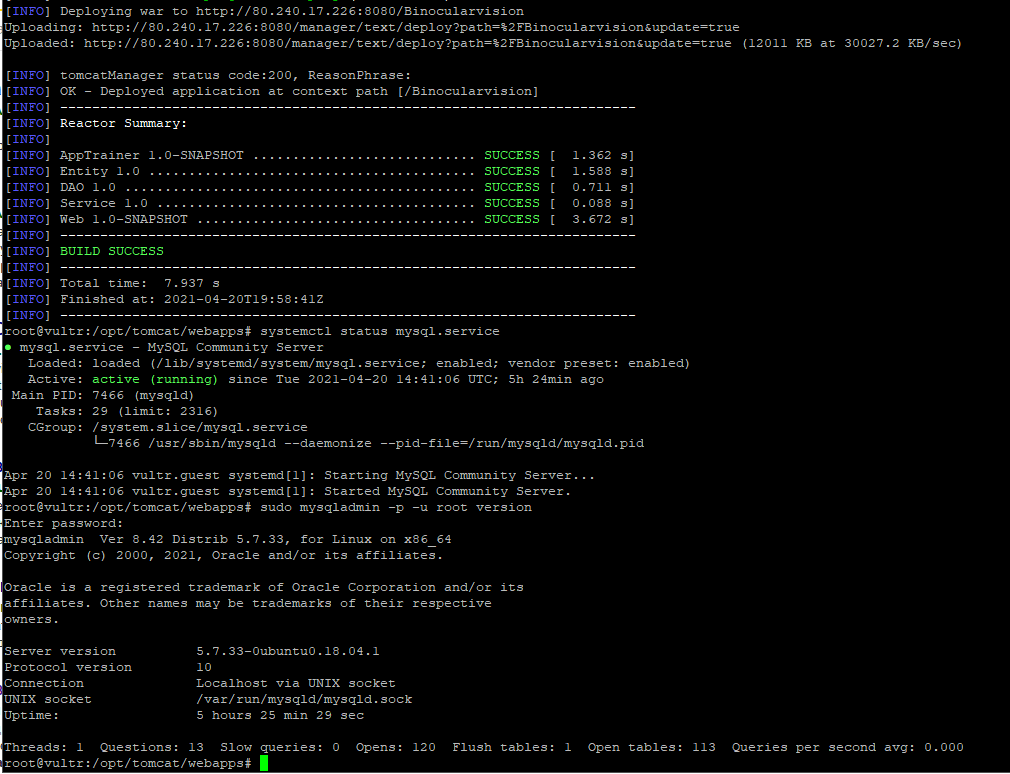 [INFO] Deploying war to http://80.240.17.226:8080/Binocularvision
Uploading: http://80.240.17.226:8080/manager/text/deploy?path=%2FBinocularvision&update=true
Uploaded: http://80.240.17.226:8080/manager/text/deploy?path=%2FBinocularvision&update=true (12011 KB at 30027.2 KB/sec)
[INFO] tomcatManager status code:200, ReasonPhrase:
[INFO] OK - Deployed application at context path [/Binocularvision]
[INFO] ------------------------------------------------------------------------
[INFO] Reactor Summary:
[INFO]
[INFO] AppTrainer 1.0-SNAPSHOT ............................ SUCCESS [  1.362 s]
[INFO] Entity 1.0 ......................................... SUCCESS [  1.588 s]
[INFO] DAO 1.0 ............................................ SUCCESS [  0.711 s]
[INFO] Service 1.0 ........................................ SUCCESS [  0.088 s]
[INFO] Web 1.0-SNAPSHOT ................................... SUCCESS [  3.672 s]
[INFO] ------------------------------------------------------------------------
[INFO] BUILD SUCCESS
[INFO] ------------------------------------------------------------------------
[INFO] Total time:  7.937 s
[INFO] Finished at: 2021-04-20T19:58:41Z
[INFO] ------------------------------------------------------------------------
root@vultr:/opt/tomcat/webapps# systemctl status mysql.service
● mysql.service - MySQL Community Server
   Loaded: loaded (/lib/systemd/system/mysql.service; enabled; vendor preset: enabled)
   Active: active (running) since Tue 2021-04-20 14:41:06 UTC; 5h 24min ago
 Main PID: 7466 (mysqld)
    Tasks: 29 (limit: 2316)
   CGroup: /system.slice/mysql.service
           └─7466 /usr/sbin/mysqld --daemonize --pid-file=/run/mysqld/mysqld.pid
Apr 20 14:41:06 vultr.guest systemd[1]: Starting MySQL Community Server...
Apr 20 14:41:06 vultr.guest systemd[1]: Started MySQL Community Server.
root@vultr:/opt/tomcat/webapps# sudo mysqladmin -p -u root version
Enter password:
mysqladmin  Ver 8.42 Distrib 5.7.33, for Linux on x86_64
Copyright (c) 2000, 2021, Oracle and/or its affiliates.
Oracle is a registered trademark of Oracle Corporation and/or its
affiliates. Other names may be trademarks of their respective
owners.
Server version          5.7.33-0ubuntu0.18.04.1
Protocol version        10
Connection              Localhost via UNIX socket
UNIX socket             /var/run/mysqld/mysqld.sock
Uptime:                 5 hours 25 min 29 sec
Threads: 1  Questions: 13  Slow queries: 0  Opens: 120  Flush tables: 1  Open tables: 113  Queries per second avg: 0.000
root@vultr:/opt/tomcat/webapps#